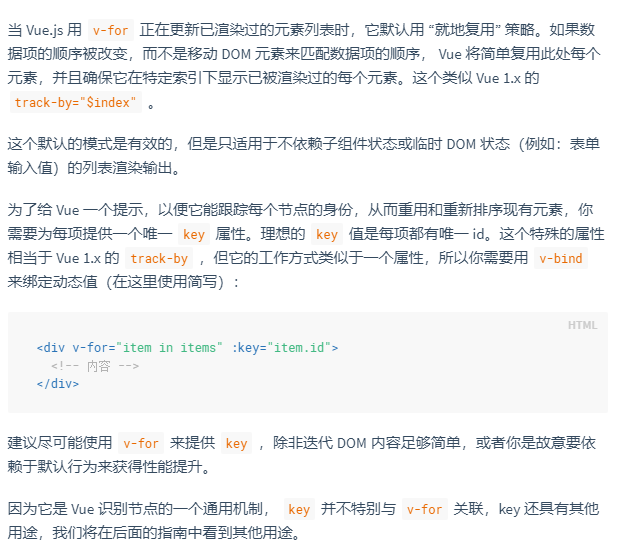 当 Vue.js 用 v-for 正在更新已渲染过的元素列表时，它默认用 “就地复用” 策略。如果数
据项的顺序被改变，而不是移动 DOM 元素来匹配数据项的顺序， Vue 将简单复用此处每个
元素，并且确保它在特定索引下显示已被渲染过的每个元素。这个类似 Vue 1.x 的
track-by="$index" 。
这个默认的模式是有效的，但是只适用于不依赖子组件状态或临时 DOM 状态（例如：表单
输入值）的列表渲染输出。
为了给 Vue 一个提示，以便它能跟踪每个节点的身份，从而重用和重新排序现有元素，你
需要为每项提供一个唯一 key 属性。理想的 key 值是每项都有唯一 id。这个特殊的属性
相当于 Vue 1.x 的 track-by ，但它的工作方式类似于一个属性，所以你需要用 v-bind
来绑定动态值（在这里使用简写）:
HTML
<div v-for="item in items" :key="item.id">
<!-- 内容 -->
</div>
建议尽可能使用 v-for 来提供 key ，除非迭代 DOM 内容足够简单，或者你是故意要依
赖于默认行为来获得性能提升。
因为它是 Vue 识别节点的一个通用机制， key 并不特别与 v-for 关联，key 还具有其他
用途，我们将在后面的指南中看到其他用途。